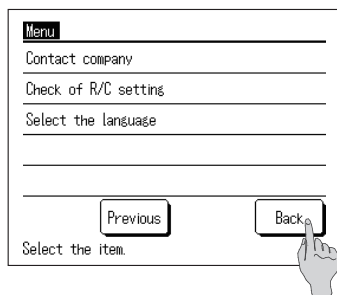 Menu
Contact company
Check of R/C setting
Select the language
Previous Back
Select the item.